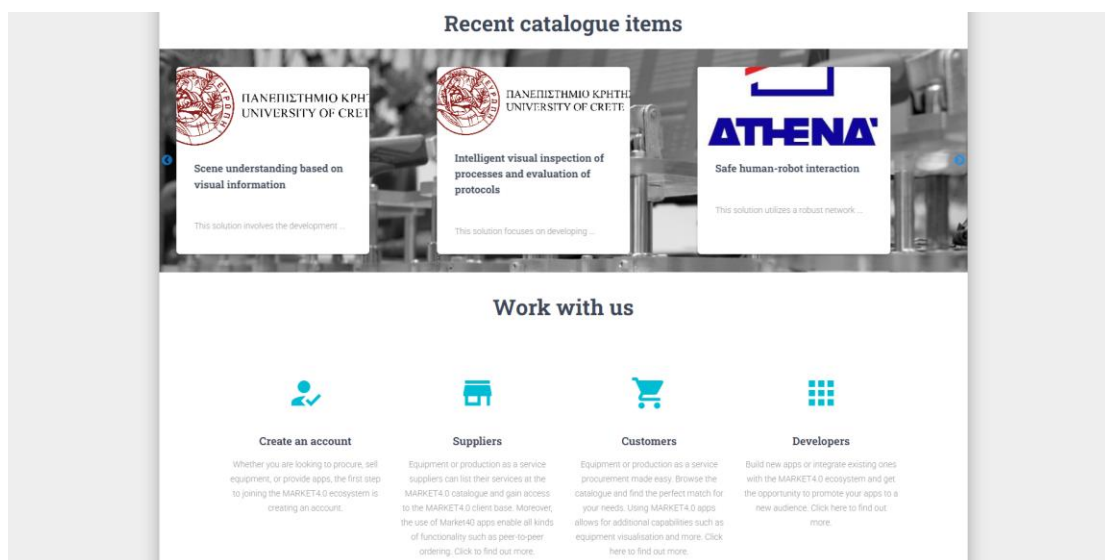 Recent catalogue items
ΠΑΝΕΠΙΣΤΗΜΙΟ ΚΡΗΤ
UNIVERSITY OF CRET
Scene understanding based on
visual information
This solution involves the development ...
ΠΑΝΕΠΙΣΤΗΜΙΟ ΚΡΗΤΗΣ
UNIVERSITY OF CRETE
Intelligent visual inspection of
processes and evaluation of
protocols
This solution focuses on developing ...
ATHENA
Safe human-robot interaction
This solution utilizes a robust network ...
Work with us
Create an account
Whether you are looking to procure, sell
equipment, or provide apps, the first step
to joining the MARKET4.0 ecosystem is
creating an account.
Suppliers
Equipment or production as a service
suppliers can list their services at the
MARKET4.0 catalogue and gain access
to the MARKET4.0 client base. Moreover,
the use of Market40 apps enable all kinds
of functionality such as peer-to-peer
ordering. Click to find out more.
Customers
Equipment or production as a service
procurement made easy. Browse the
catalogue and find the perfect match for
your needs. Using MARKET4.0 apps
allows for additional capabilities such as
equipment visualisation and more. Click
here to find out more.
Developers
Build new apps or integrate existing ones
with the MARKET4.0 ecosystem and get
the opportunity to promote your apps to a
new audience. Click here to find out
more.